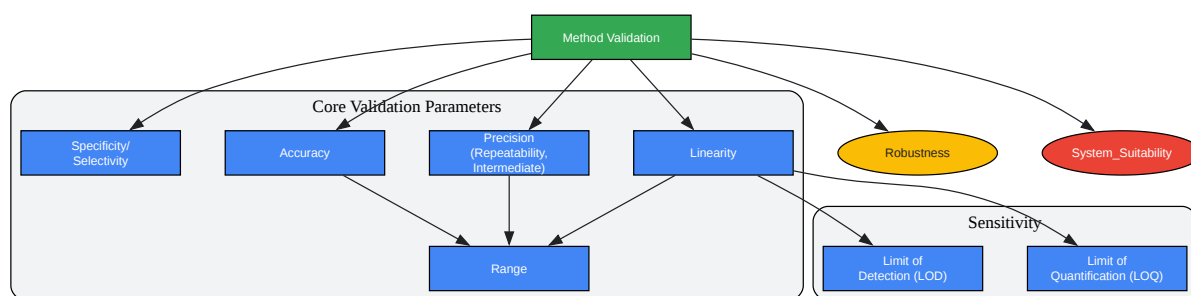 Method Validation
Core Validation Parameters
Specificity/
Selectivity
Accuracy
Precision
(Repeatability,
Intermediate)
Linearity
Robustness
System_Suitability
Sensitivity
Range
Limit of
Detection (LOD)
Limit of
Quantification (LOQ)